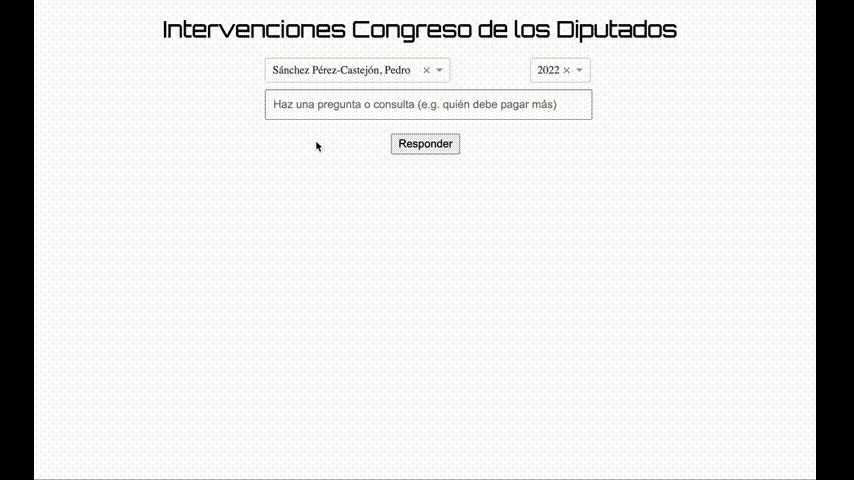 Intervenciones Congreso de los Diputados
Sánchez Pérez-Castejón, Pedro × 2022 ×
Haz una pregunta o consulta (e.g. quién debe pagar más)
Responder